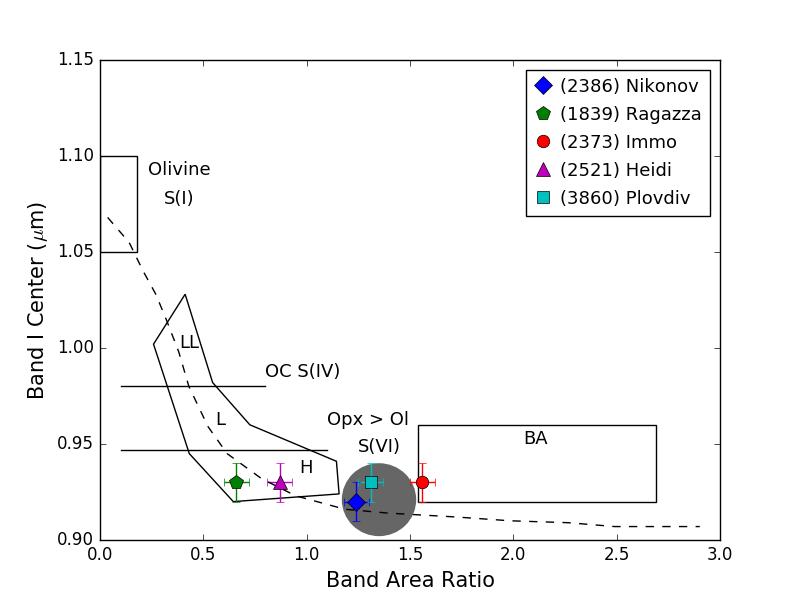 1.15
1.10
1.05
1.00
0.95
0.90
Band I Center (μm)
(2386) Nikonov
(1839) Ragazza
(2373) Immo
(2521) Heidi
(3860) Plovdiv
Olivine
S(I)
LL
OC S(IV)
L
Opx > Ol
S(VI)
BA
H
0.0 0.5 1.0 1.5 2.0 2.5 3.0
Band Area Ratio